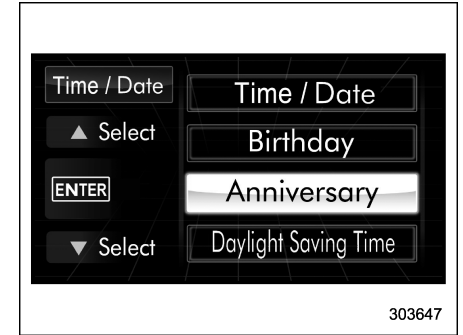 Time / Date
▲ Select
ENTER
▼ Select
Time / Date
Birthday
Anniversary
Daylight Saving Time
303647